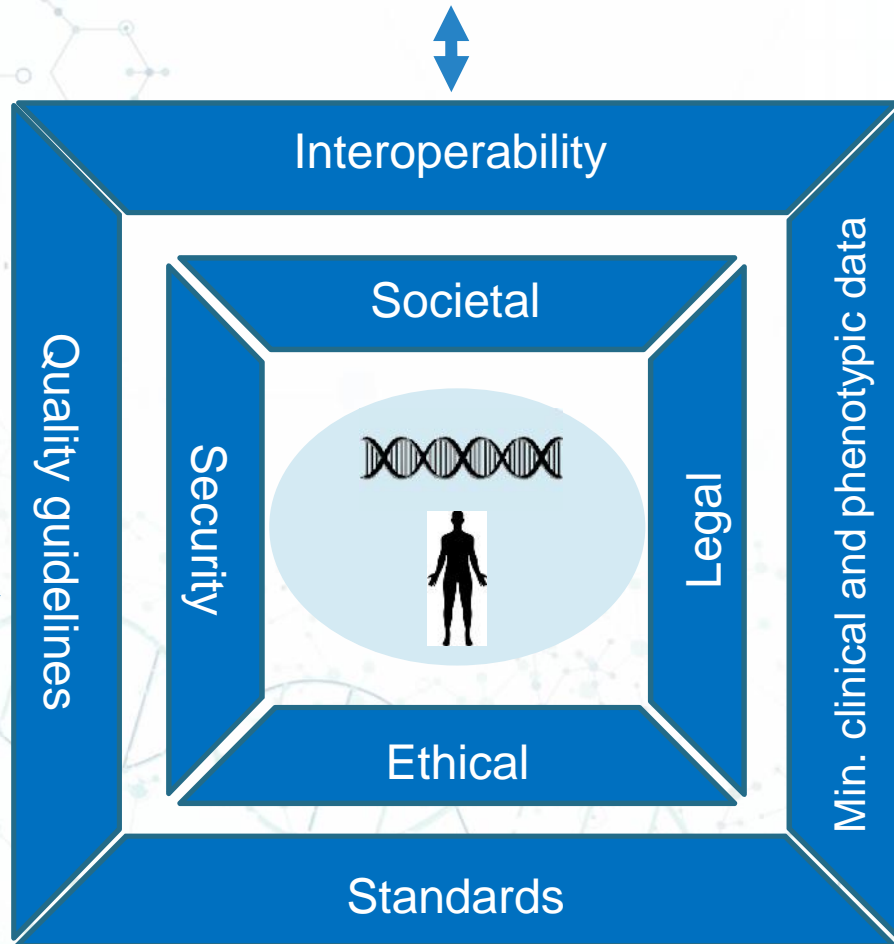 Interoperability
Societal
Quality guidelines
Security
Legal
Min. clinical and phenotypic data
Ethical
Standards